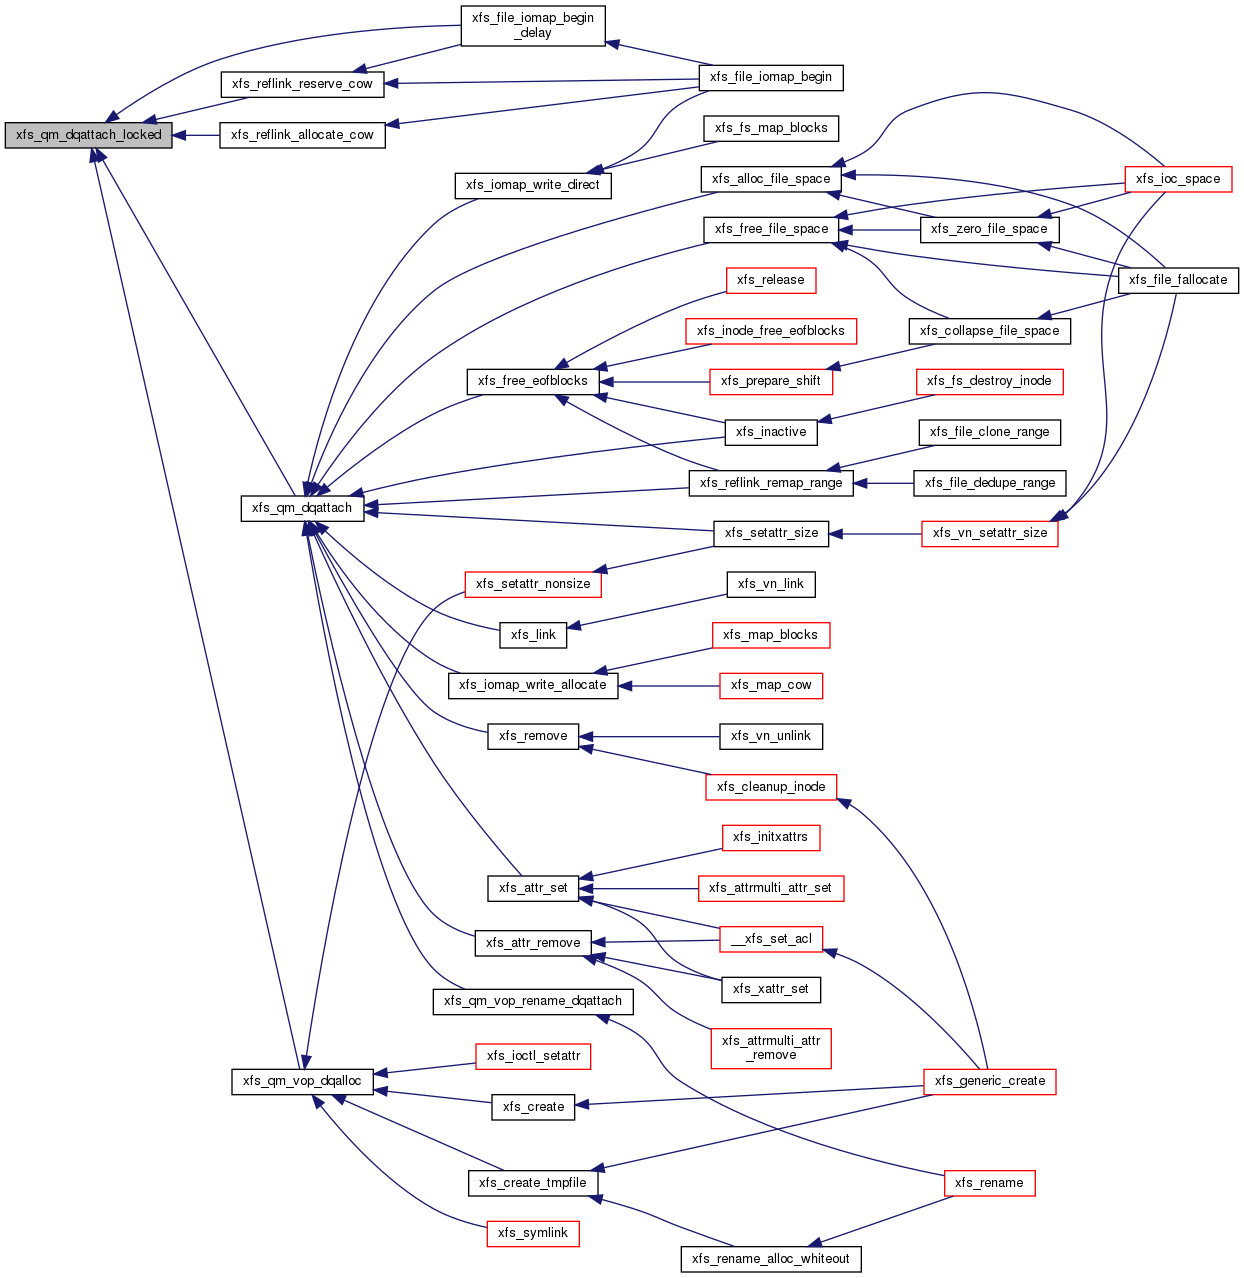 xfs_file_iomap_begin
_delay
xfs_reflink_reserve_cow
xfs_file_iomap_begin
xfs_qm_dqattach_locked
xfs_reflink_allocate_cow
xfs_fs_map_blocks
xfs_iomap_write_direct
xfs_alloc_file_space
xfs_ioc_space
xfs_free_file_space
xfs_zero_file_space
xfs_release
xfs_file_fallocate
xfs_inode_free_eofblocks
xfs_collapse_file_space
xfs_free_eofblocks
xfs_prepare_shift
xfs_fs_destroy_inode
xfs_inactive
xfs_file_clone_range
xfs_reflink_remap_range
xfs_file_dedupe_range
xfs_qm_dqattach
xfs_setattr_size
xfs_vn_setattr_size
xfs_setattr_nonsize
xfs_vn_link
xfs_link
xfs_map_blocks
xfs_iomap_write_allocate
xfs_map_cow
xfs_remove
xfs_vn_unlink
xfs_cleanup_inode
xfs_initxattrs
xfs_attr_set
xfs_attrmulti_attr_set
xfs_attr_remove
__xfs_set_acl
xfs_xattr_set
xfs_qm_vop_rename_dqattach
xfs_attrmulti_attr
_remove
xfs_ioctl_setattr
xfs_qm_vop_dqalloc
xfs_generic_create
xfs_create
xfs_create_tmpfile
xfs_rename
xfs_symlink
xfs_rename_alloc_whiteout